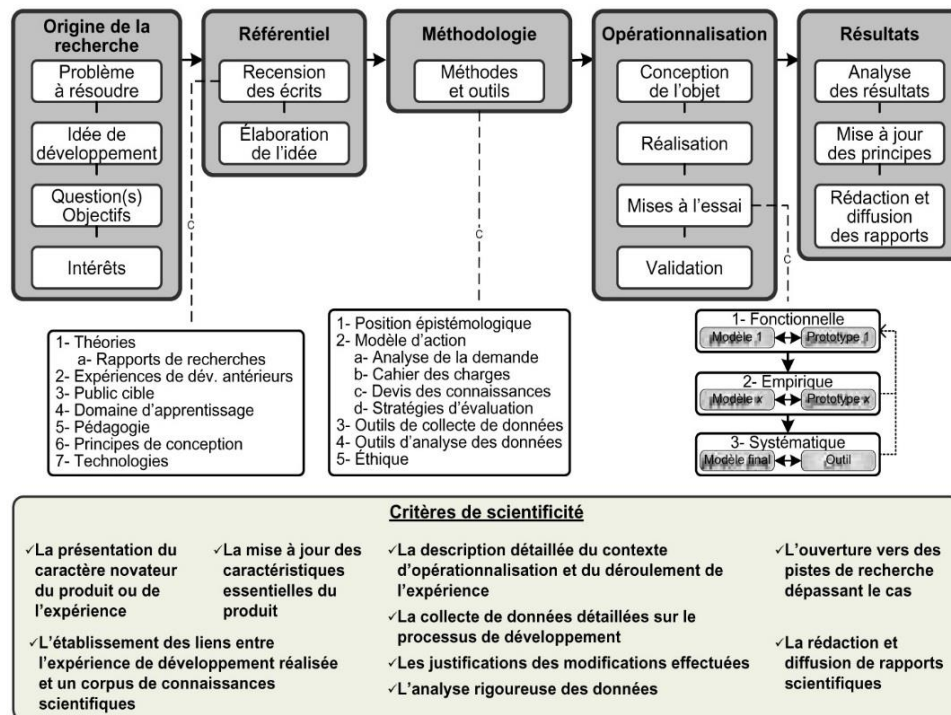 Origine de la
recherche
Problème
à résoudre
Idée de
développement
Question(s)
Objectifs
Intérêts
Référentiel
Recension
des écrits
Élaboration
de l'idée
Méthodologie
Méthodes
et outils
Opérationnalisation
Conception
de l'objet
Réalisation
Mises à l'essai
Validation
Résultats
Analyse
des résultats
Mise à jour
des principes
Rédaction et
diffusion
des rapports
C
C
C
1- Théories
a- Rapports de recherches
2- Expériences de dév. antérieurs
3- Public cible
4- Domaine d'apprentissage
5- Pédagogie
6- Principes de conception
7- Technologies
1- Position épistémologique
2- Modèle d'action
a- Analyse de la demande
b- Cahier des charges
c- Devis des connaissances
d- Stratégies d'évaluation
3- Outils de collecte de données
4- Outils d'analyse des données
5- Éthique
1- Fonctionnelle
Modèle 1
Prototype 1
2- Empirique
Modèle x
Prototype x
3- Systématique
Modèle final
Outil
Critères de scientificité
✓La présentation du
caractère novateur
du produit ou de
l'expérience
✓La mise à jour des
caractéristiques
essentielles du
produit
✓L'établissement des liens entre
l'expérience de développement réalisée
et un corpus de connaissances
scientifiques
✓La description détaillée du contexte
d'opérationnalisation et du déroulement de
l'expérience
✓La collecte de données détaillées sur le
processus de développement
✓Les justifications des modifications effectuées
✓L'analyse rigoureuse des données
✓L'ouverture vers des
pistes de recherche
dépassant le cas
✓La rédaction et
diffusion de rapports
scientifiques